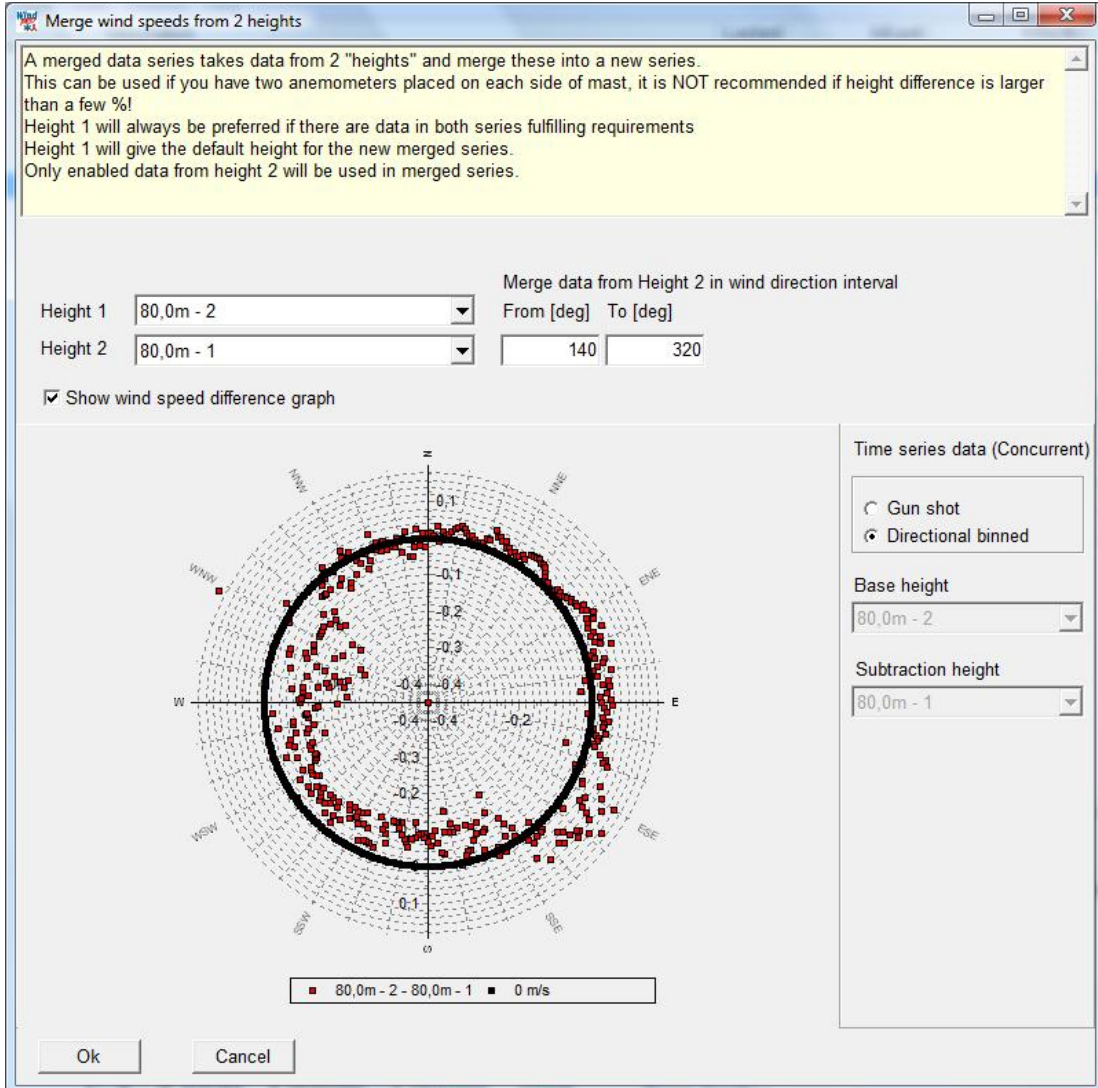 Merge wind speeds from 2 heights
A merged data series takes data from 2 "heights" and merge these into a new series.
This can be used if you have two anemometers placed on each side of mast, it is NOT recommended if height difference is larger
than a few %!
Height 1 will always be preferred if there are data in both series fulfilling requirements
Height 1 will give the default height for the new merged series.
Only enabled data from height 2 will be used in merged series.
Merge data from Height 2 in wind direction interval
Height 1 80,0m - 2 From [deg] To [deg]
Height 2 80,0m - 1 140 320
Show wind speed difference graph
Time series data (Concurrent)
Gun shot
Directional binned
Base height
80,0m - 2
Subtraction height
80,0m - 1
N
NNW NNE
0,1
WNW ENE
-0,1
-0,2
-0,3
-0,4 -0,4
W E
-0,4 -0,4 -0,2
-0,3
-0,2
WSW ESE
0,1
SSW SSE
S
80,0m - 2 - 80,0m - 1 0 m/s
Ok Cancel